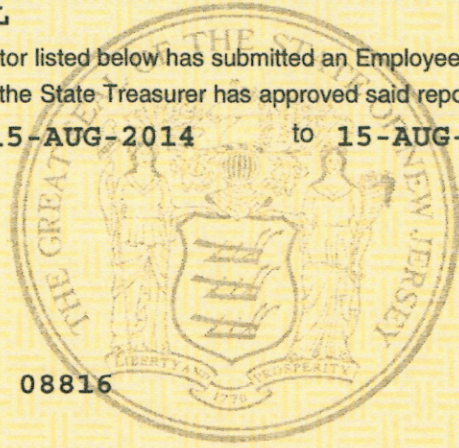 tor listed below has submitted an Employee
the State Treasurer has approved said repo
15-AUG-2014 to 15-AUG-
THE GREAT SEAL OF THE STATE OF NEW JERSEY
LIBERTY AND PROSPERITY
1776
08816